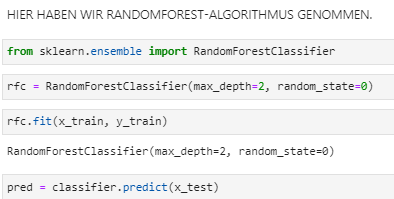 HIER HABEN WIR RANDOMFOREST-ALGORITHMUS GENOMMEN.
from sklearn.ensemble import RandomForestClassifier
rfc = RandomForestClassifier(max_depth=2, random_state=0)
rfc.fit(x_train, y_train)
RandomForestClassifier(max_depth=2, random_state=0)
pred = classifier.predict(x_test)